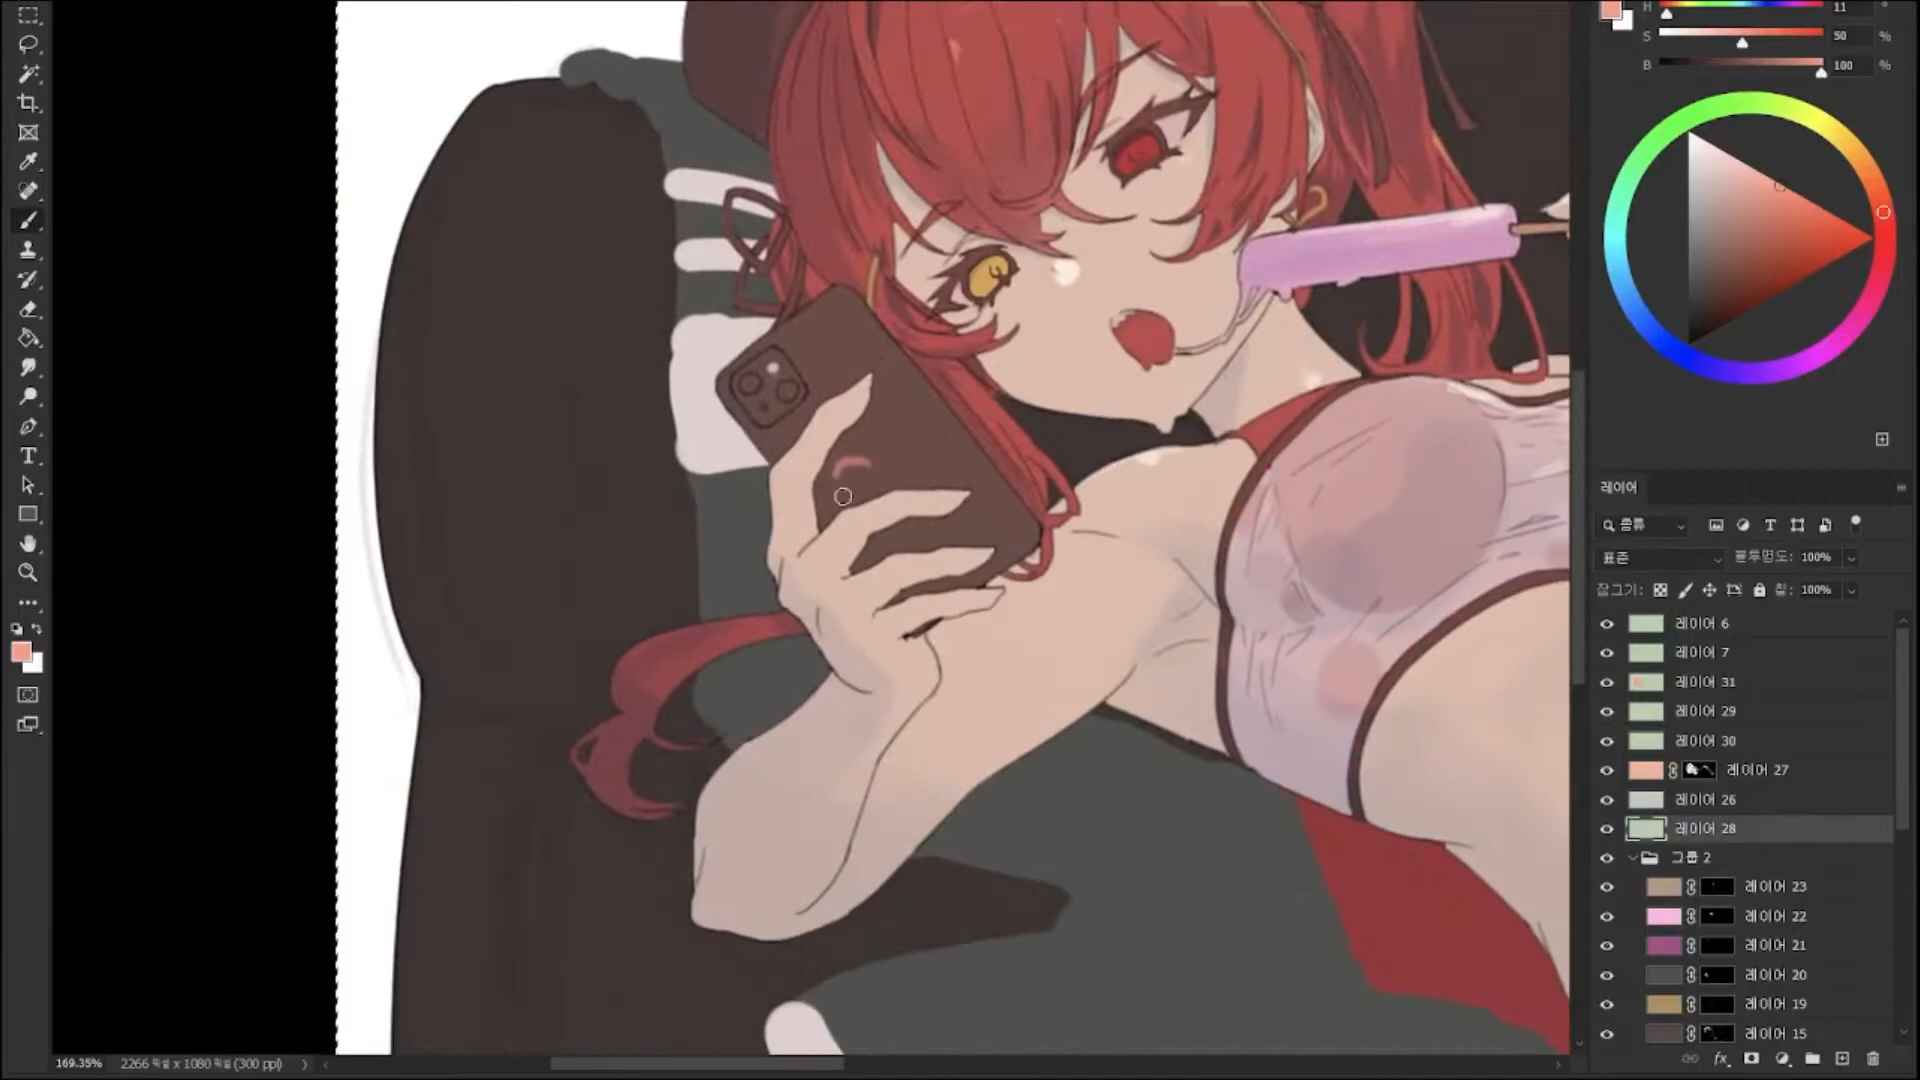 H 11 °
S 50 %
B 100 %
레이어
종류
표준 불투명도: 100%
잠그기: 칠: 100%
레이어 6
레이어 7
레이어 31
레이어 29
레이어 30
레이어 27
레이어 26
레이어 28
그룹 2
레이어 23
레이어 22
레이어 21
레이어 20
레이어 19
레이어 15
fx
169.35% 2266 픽셀 x 1080 픽셀 (300 ppi)